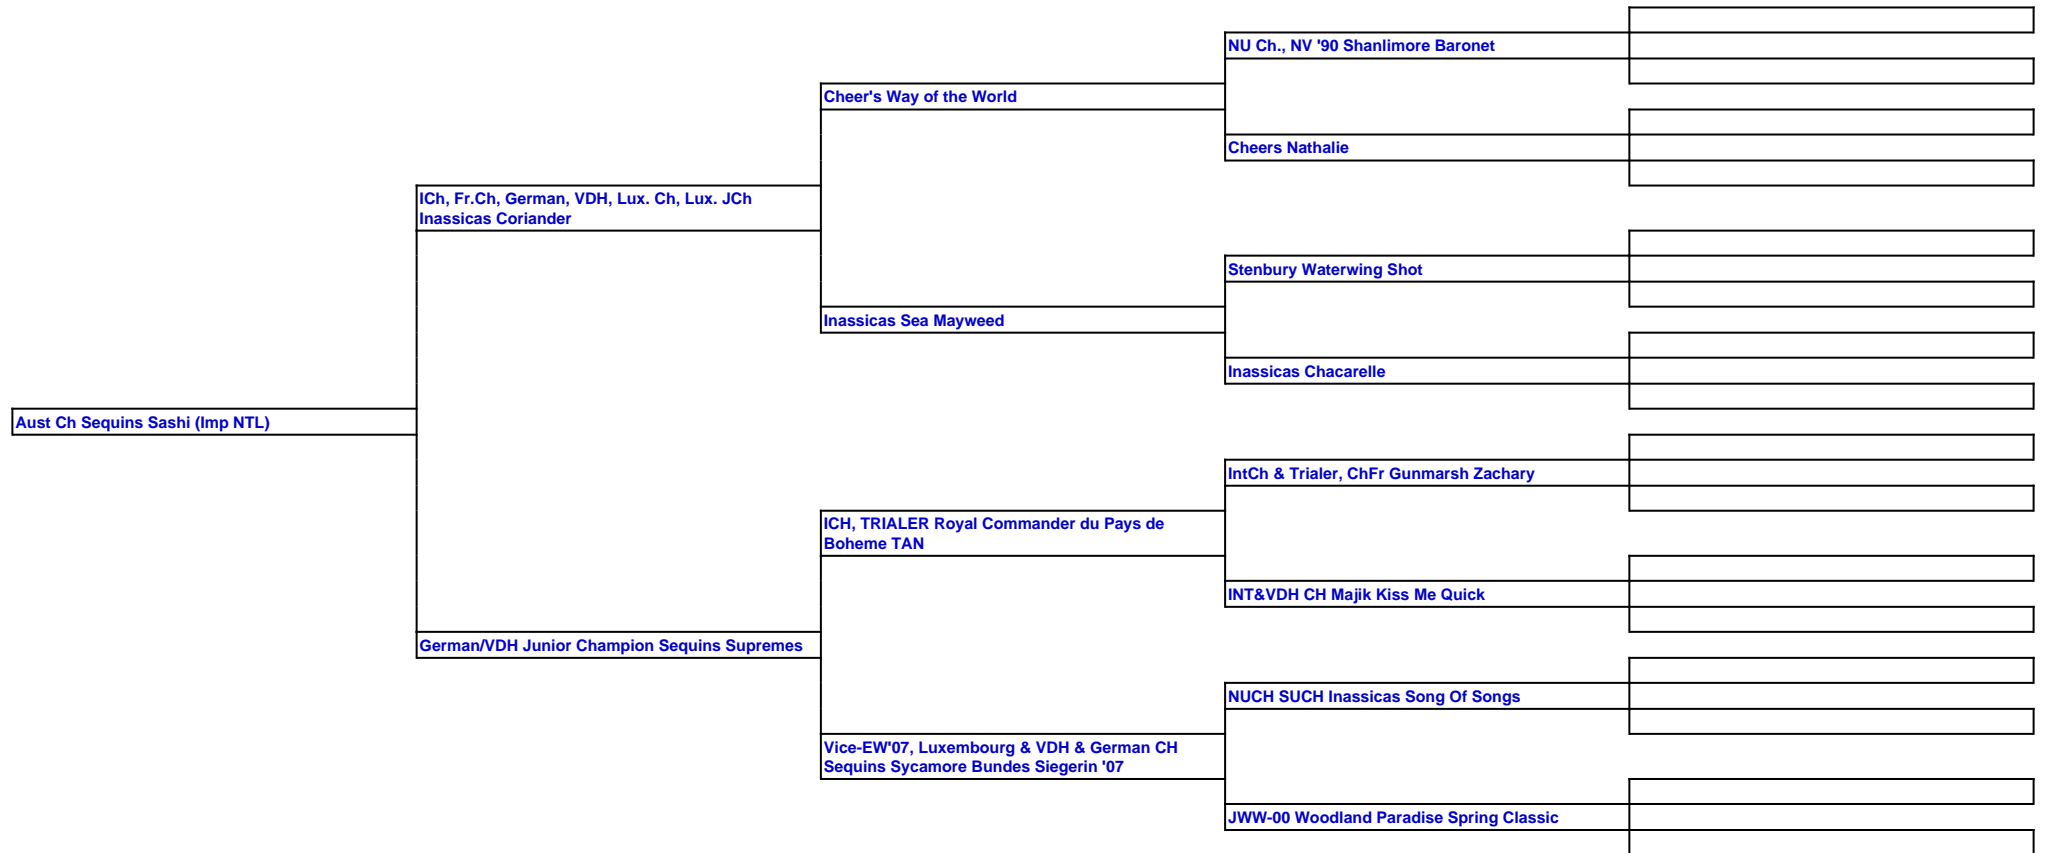 NU Ch., NV '90 Shanlimore Baronet
Cheer's Way of the World
Cheers Nathalie
ICh, Fr.Ch, German, VDH, Lux. Ch, Lux. JCh
Inassicas Coriander
Stenbury Waterwing Shot
Inassicas Sea Mayweed
Inassicas Chacarelle
Aust Ch Sequins Sashi (Imp NTL)
IntCh & Trialer, ChFr Gunmarsh Zachary
ICH, TRIALER Royal Commander du Pays de
Boheme TAN
INT&VDH CH Majik Kiss Me Quick
German/VDH Junior Champion Sequins Supremes
NUCH SUCH Inassicas Song Of Songs
Vice-EW'07, Luxembourg & VDH & German CH
Sequins Sycamore Bundes Siegerin '07
JWW-00 Woodland Paradise Spring Classic